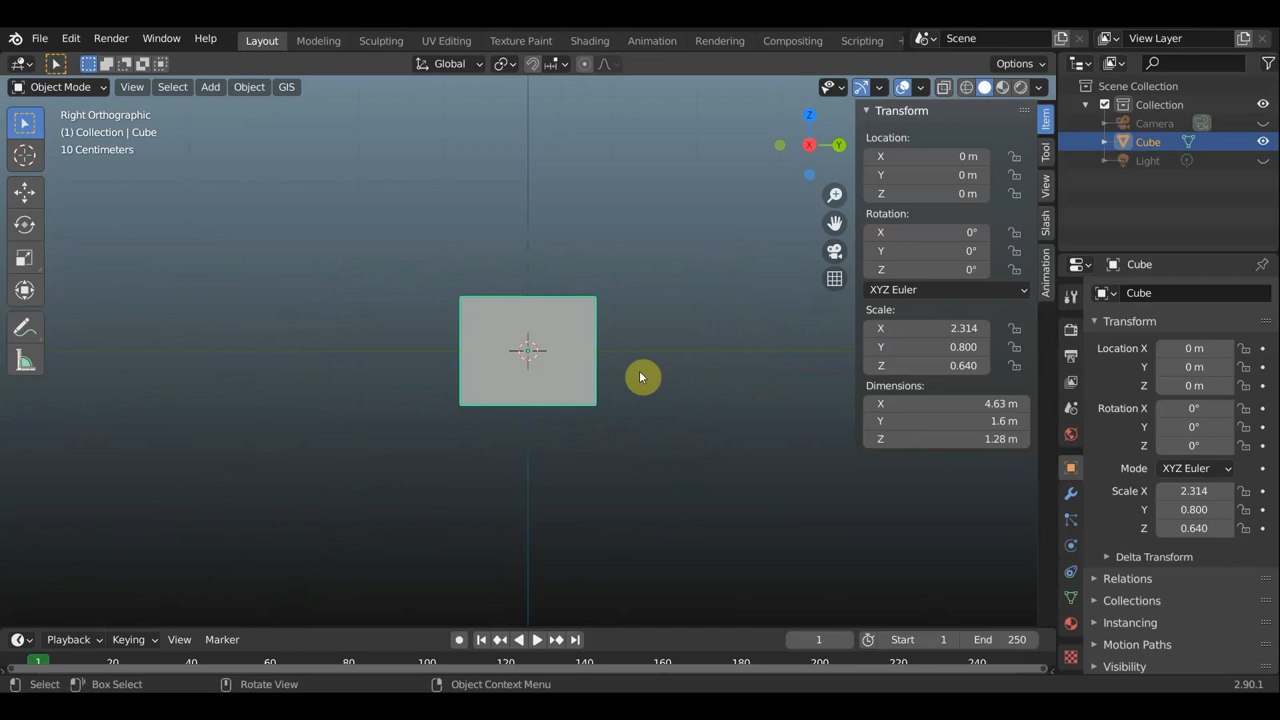 File Edit Render Window Help Layout Modeling Sculpting UV Editing Texture Paint Shading Animation Rendering Compositing Scripting Scene View Layer
Global Options
Object Mode View Select Add Object GIS
Right Orthographic
(1) Collection | Cube
10 Centimeters
Z
X
Y
Transform
Location:
X 0 m
Y 0 m
Z 0 m
Rotation:
X 0°
Y 0°
Z 0°
XYZ Euler
Scale:
X 2.314
Y 0.800
Z 0.640
Dimensions:
X 4.63 m
Y 1.6 m
Z 1.28 m
Item
Tool
View
Slash
Animation
Scene Collection
Collection
Camera
Cube
Light
Cube
Cube
Transform
Location X 0 m
Y 0 m
Z 0 m
Rotation X 0°
Y 0°
Z 0°
Mode XYZ Euler
Scale X 2.314
Y 0.800
Z 0.640
Delta Transform
Relations
Collections
Instancing
Motion Paths
Visibility
Playback Keying View Marker 1 Start 1 End 250
1 20 40 60 80 100 120 140 160 180 200 220 240
Select Box Select Rotate View Object Context Menu 2.90.1